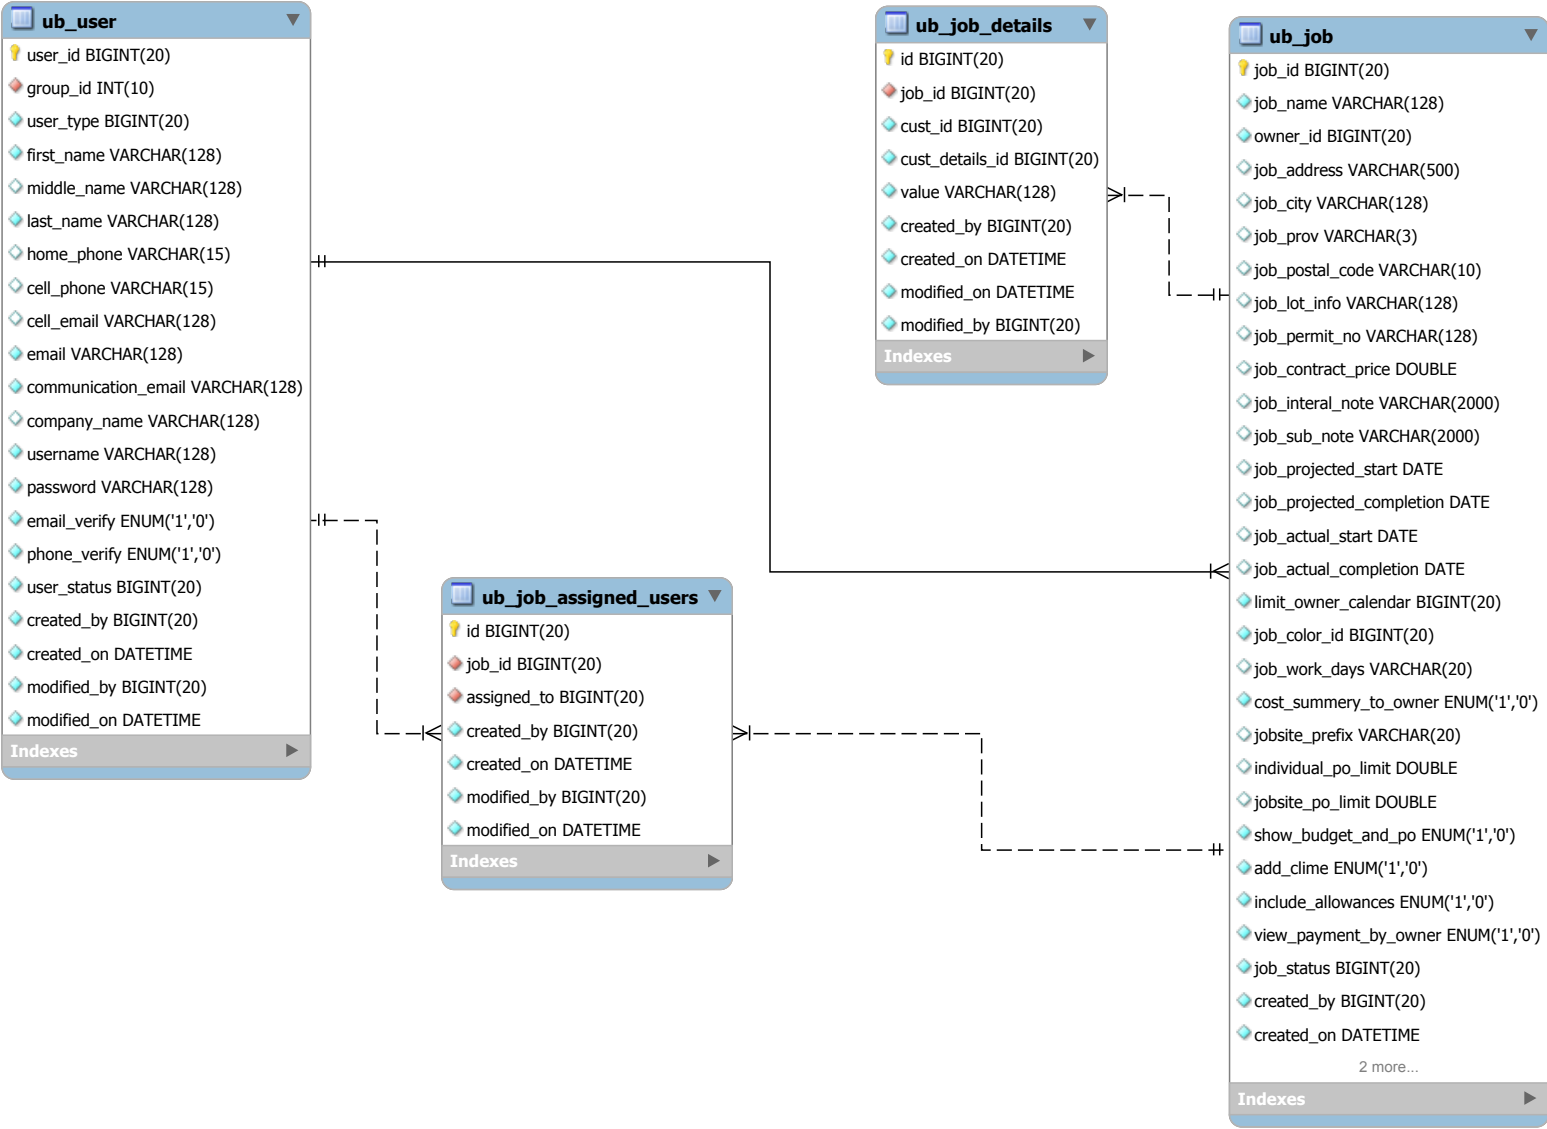 ub_user
user_id BIGINT(20)
group_id INT(10)
user_type BIGINT(20)
first_name VARCHAR(128)
middle_name VARCHAR(128)
last_name VARCHAR(128)
home_phone VARCHAR(15)
cell_phone VARCHAR(15)
cell_email VARCHAR(128)
email VARCHAR(128)
communication_email VARCHAR(128)
company_name VARCHAR(128)
username VARCHAR(128)
password VARCHAR(128)
email_verify ENUM('1','0')
phone_verify ENUM('1','0')
user_status BIGINT(20)
created_by BIGINT(20)
created_on DATETIME
modified_by BIGINT(20)
modified_on DATETIME
Indexes
ub_job_assigned_users
id BIGINT(20)
job_id BIGINT(20)
assigned_to BIGINT(20)
created_by BIGINT(20)
created_on DATETIME
modified_by BIGINT(20)
modified_on DATETIME
Indexes
ub_job_details
id BIGINT(20)
job_id BIGINT(20)
cust_id BIGINT(20)
cust_details_id BIGINT(20)
value VARCHAR(128)
created_by BIGINT(20)
created_on DATETIME
modified_on DATETIME
modified_by BIGINT(20)
Indexes
ub_job
job_id BIGINT(20)
job_name VARCHAR(128)
owner_id BIGINT(20)
job_address VARCHAR(500)
job_city VARCHAR(128)
job_prov VARCHAR(3)
job_postal_code VARCHAR(10)
job_lot_info VARCHAR(128)
job_permit_no VARCHAR(128)
job_contract_price DOUBLE
job_interal_note VARCHAR(2000)
job_sub_note VARCHAR(2000)
job_projected_start DATE
job_projected_completion DATE
job_actual_start DATE
job_actual_completion DATE
limit_owner_calendar BIGINT(20)
job_color_id BIGINT(20)
job_work_days VARCHAR(20)
cost_summery_to_owner ENUM('1','0')
jobsite_prefix VARCHAR(20)
individual_po_limit DOUBLE
jobsite_po_limit DOUBLE
show_budget_and_po ENUM('1','0')
add_clime ENUM('1','0')
include_allowances ENUM('1','0')
view_payment_by_owner ENUM('1','0')
job_status BIGINT(20)
created_by BIGINT(20)
created_on DATETIME
2 more...
Indexes